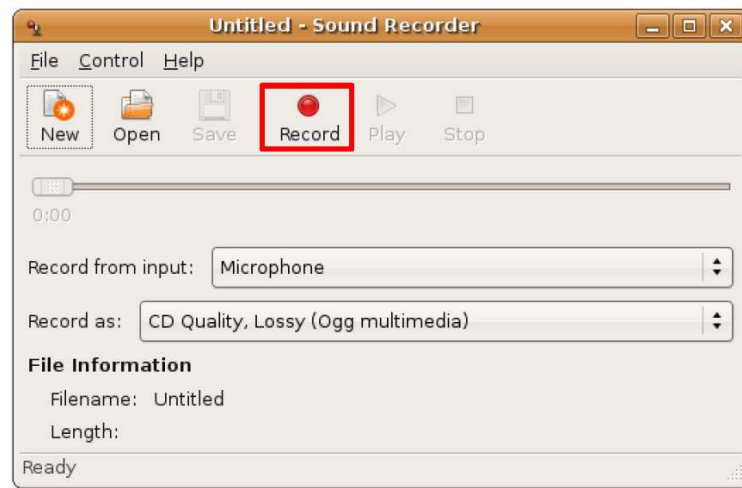 Untitled - Sound Recorder
File Control Help
New Open Save Record Play Stop
0:00
Record from input: Microphone
Record as: CD Quality, Lossy (Ogg multimedia)
File Information
Filename: Untitled
Length:
Ready